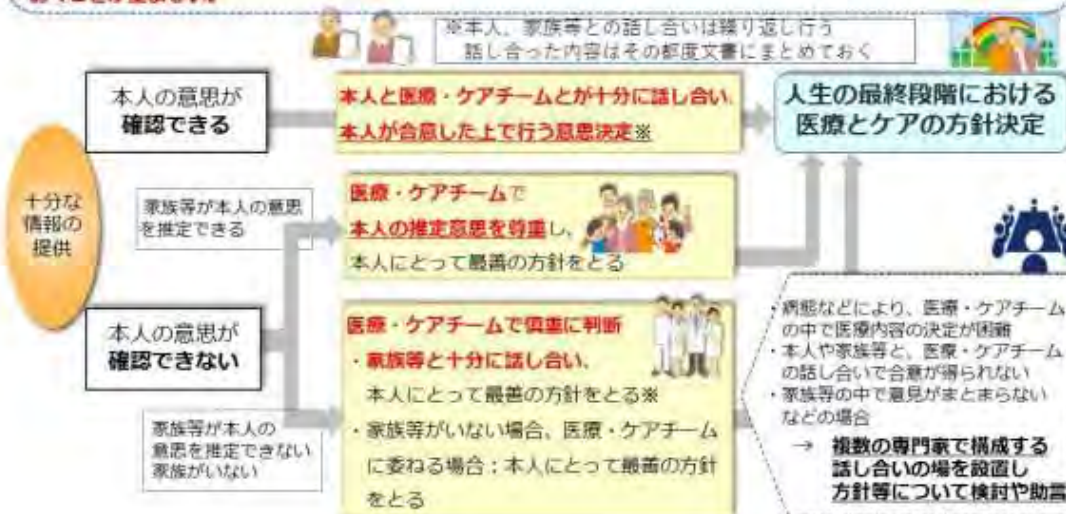 ※本人、家族等との話し合いは繰り返し行う
話し合った内容はその都度文書にまとめておく
本人の意思が
確認できる
本人と医療・ケアチームとが十分に話し合い、
本人が合意した上で行う意思決定※
人生の最終段階における
医療とケアの方針決定
十分な
情報の
提供
家族等が本人の意思
を推定できる
医療・ケアチームで
本人の推定意思を尊重し、
本人にとって最善の方針をとる
本人の意思が
確認できない
家族等が本人の
意思を推定できない
家族がいない
医療・ケアチームで慎重に判断
・家族等と十分に話し合い、
本人にとって最善の方針をとる※
・家族等がいない場合、医療・ケアチーム
に委ねる場合：本人にとって最善の方針
をとる
・病態などにより、医療・ケアチーム
の中で医療内容の決定が困難
・本人や家族等と、医療・ケアチーム
の話し合いで合意が得られない
・家族等の中で意見がまとまらない
などの場合
→ 複数の専門家で構成する
話し合いの場を設置し
方針等について検討や助言